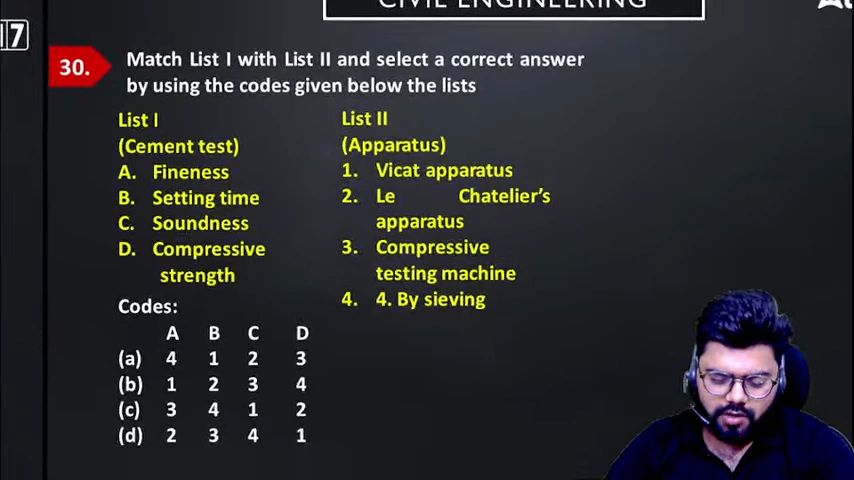 CIVIL ENGINEERING
17
30. Match List I with List II and select a correct answer
by using the codes given below the lists
List I
(Cement test)
A. Fineness
B. Setting time
C. Soundness
D. Compressive
strength
List II
(Apparatus)
1. Vicat apparatus
2. Le Chatelier's
apparatus
3. Compressive
testing machine
4. 4. By sieving
Codes:
A B C D
(a) 4 1 2 3
(b) 1 2 3 4
(c) 3 4 1 2
(d) 2 3 4 1